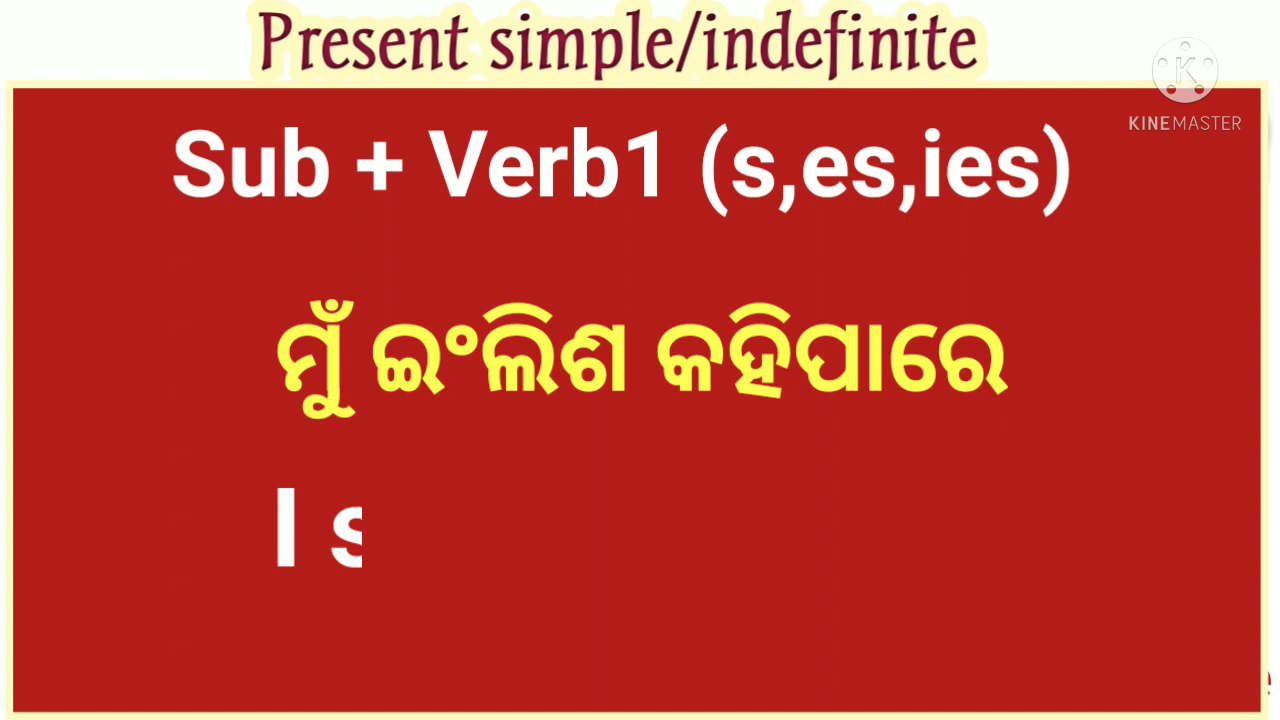 Present simple/indefinite
KINEMASTER
Sub + Verb1 (s,es,ies)
ମୁଁ ଇଂଲିଶ କହିପାରେ
I